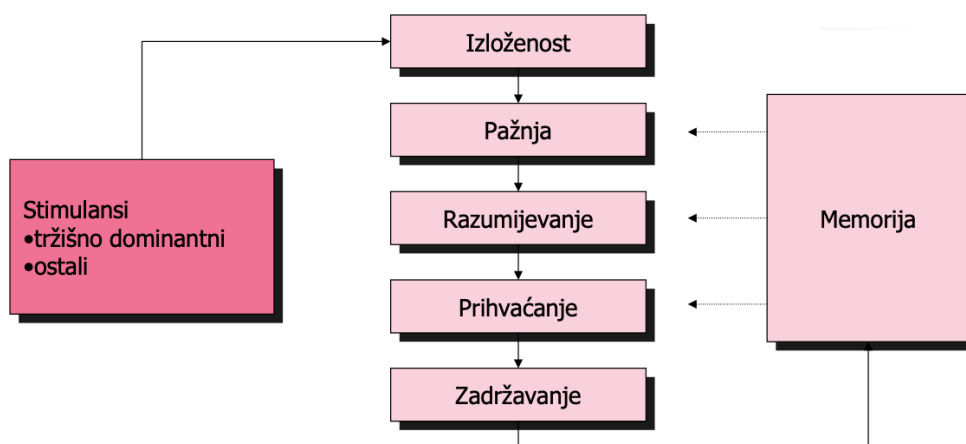 Izloženost
Pažnja
Stimulansi
•tržišno dominantni
•ostali
Razumijevanje
Memorija
Prihvaćanje
Zadržavanje